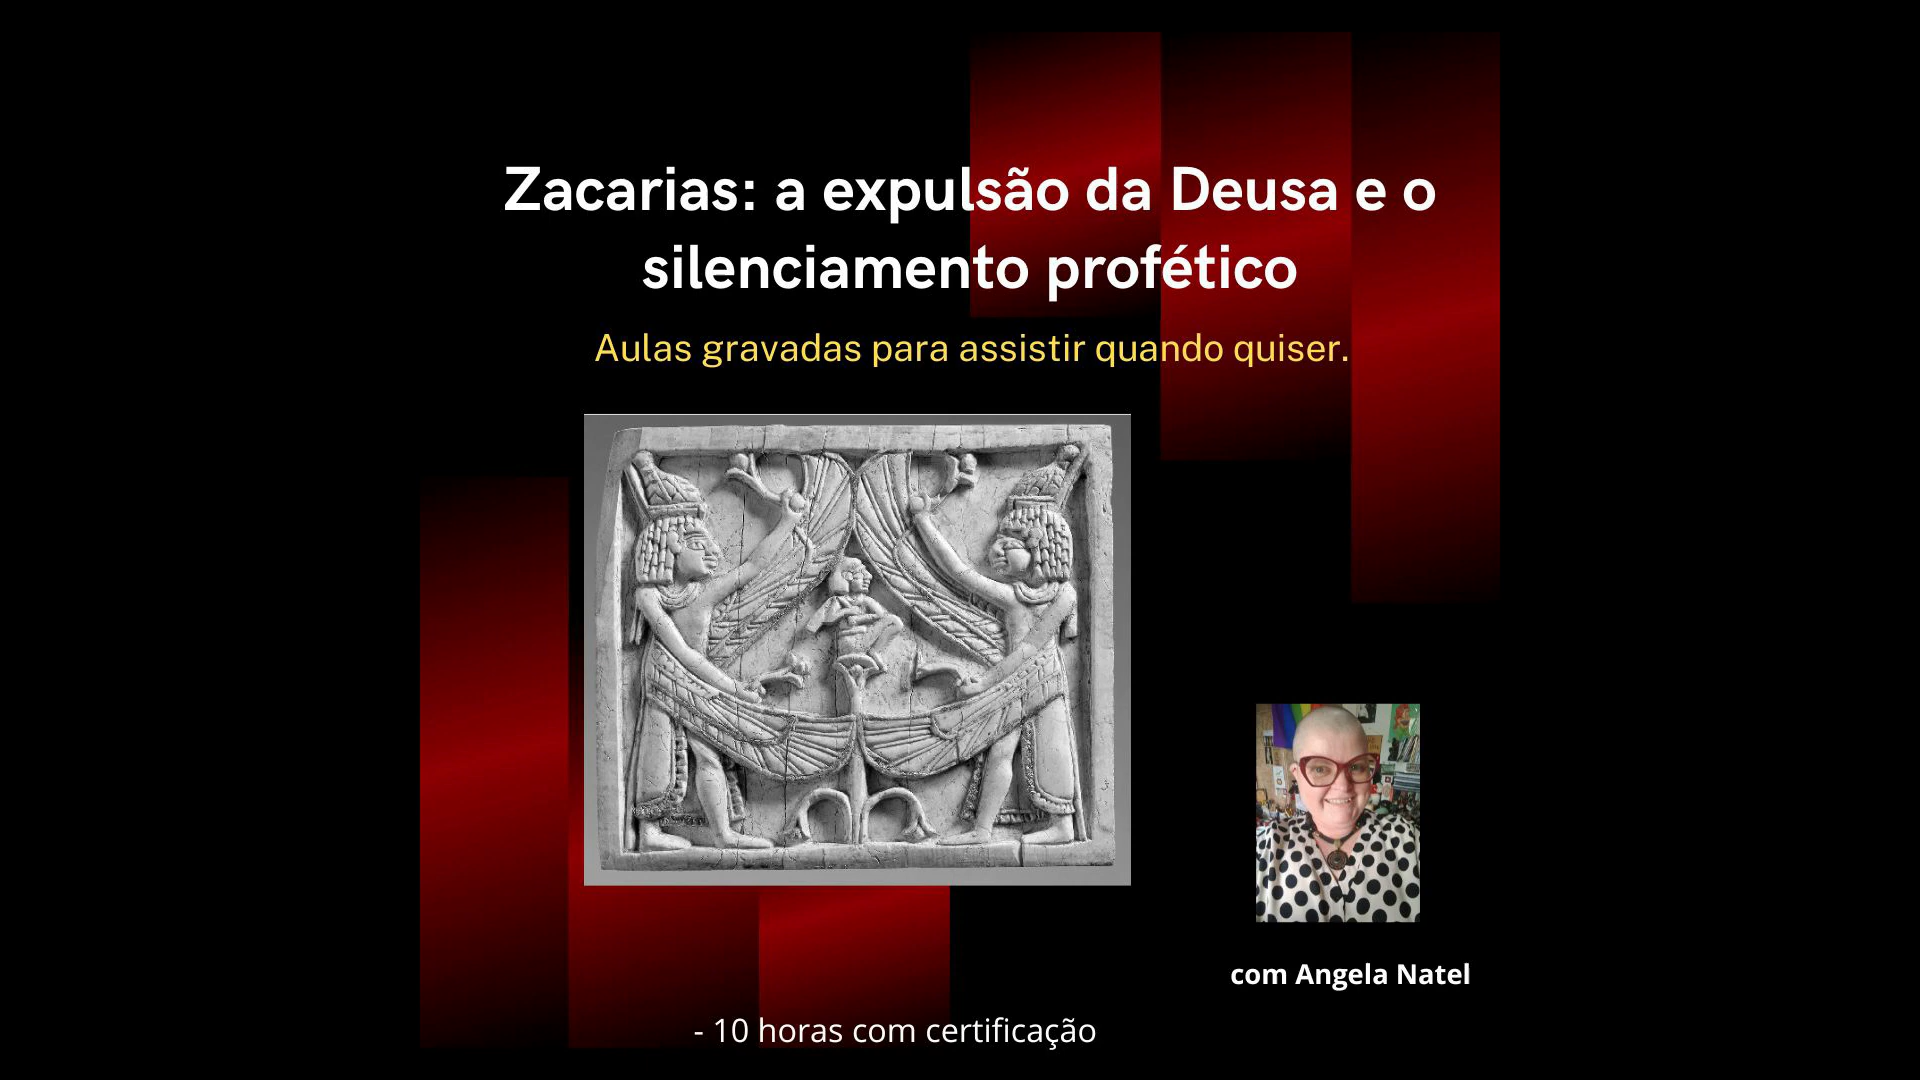 Zacarias: a expulsão da Deusa e o
silenciamento profético
Aulas gravadas para assistir quando quiser.
com Angela Natel
- 10 horas com certificação